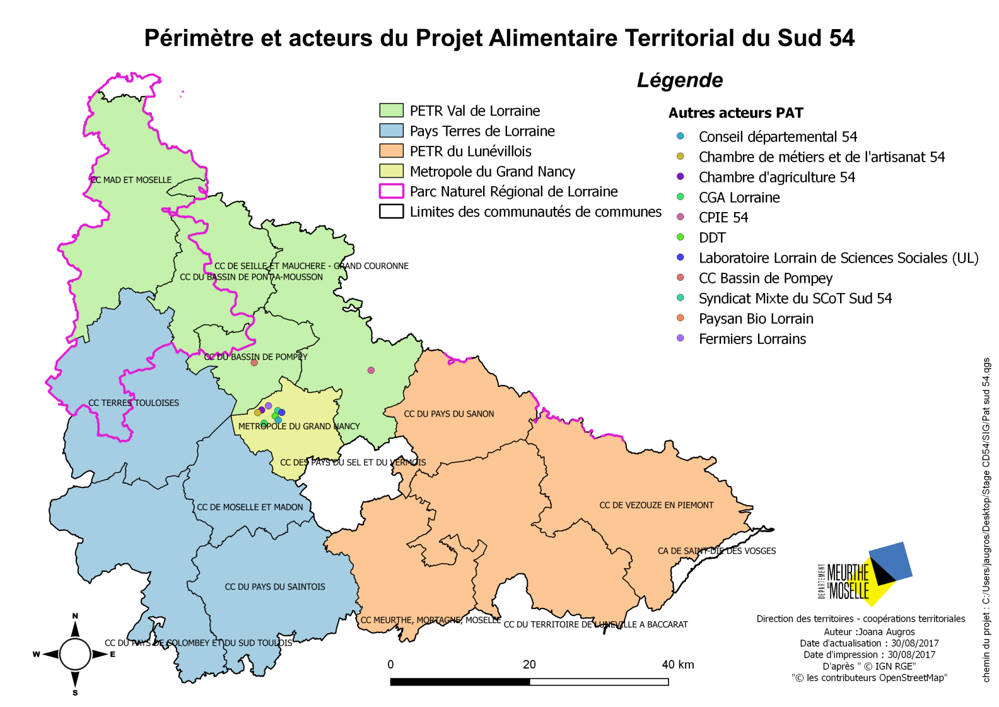 Périmètre et acteurs du Projet Alimentaire Territorial du Sud 54
Légende
PETR Val de Lorraine
Pays Terres de Lorraine
PETR du Lunévillois
Metropole du Grand Nancy
Parc Naturel Régional de Lorraine
Limites des communautés de communes
Autres acteurs PAT
Conseil départemental 54
Chambre de métiers et de l'artisanat 54
Chambre d'agriculture 54
CGA Lorraine
CPIE 54
DDT
Laboratoire Lorrain de Sciences Sociales (UL)
CC Bassin de Pompey
Syndicat Mixte du SCoT Sud 54
Paysan Bio Lorrain
Fermiers Lorrains
CC MAD ET MOSELLE
CC DE SEILLE ET MAUCHERE - GRAND COURONNE
CC DU BASSIN DE PONT-A-MOUSSON
CC DU BASSIN DE POMPEY
CC TERRES TOULOISES
CC DU PAYS DU SANON
METROPOLE DU GRAND NANCY
CC DES PAYS DU SEL ET DU VERMOIS
CC DE MOSELLE ET MADON
CC DE VEZOUZE EN PIEMONT
CA DE SAINT-DIE DES VOSGES
CC DU PAYS DU SAINTOIS
CC MEURTHE, MORTAGNE, MOSELLE
CC DU TERRITOIRE DE LUNEVILLE A BACCARAT
CC DU PAYS DE COLOMBEY ET DU SUD TOULOIS
N
W
E
S
0 20 40 km
DEPARTEMENT DE
MEURTHE
MOSELLE
Direction des territoires - coopérations territoriales
Auteur :Joana Augros
Date d'actualisation : 30/08/2017
Date d'impression : 30/08/2017
D'après " © IGN RGE"
"© les contributeurs OpenStreetMap"
chemin du projet : C:/Users/jaugros/Desktop/Stage CD54/SIG/Pat sud 54.qgs